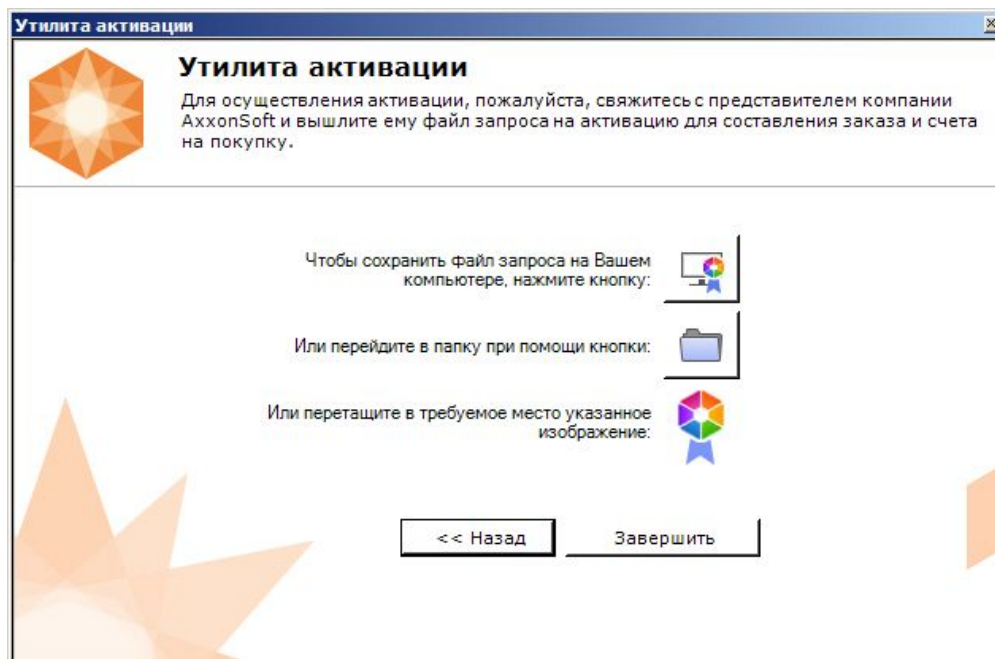 Утилита активации
Утилита активации
Для осуществления активации, пожалуйста, свяжитесь с представителем компании
AxxonSoft и вышлите ему файл запроса на активацию для составления заказа и счета
на покупку.
Чтобы сохранить файл запроса на Вашем
компьютере, нажмите кнопку:
Или перейдите в папку при помощи кнопки:
Или перетащите в требуемое место указанное
изображение:
<< Назад
Завершить